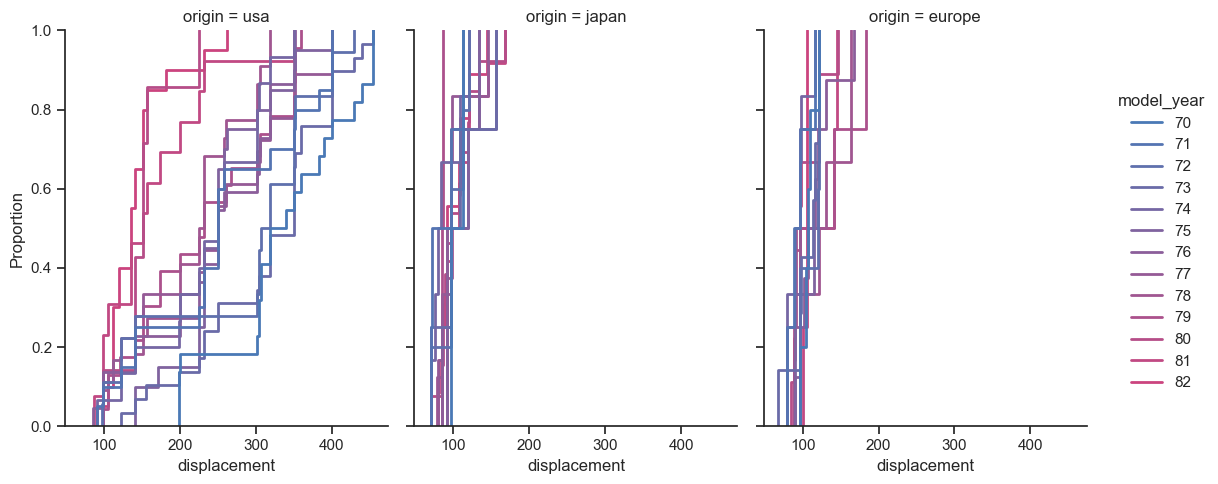 origin = usa
origin = japan
origin = europe
Proportion
1.0
0.8
0.6
0.4
0.2
0.0
100 200 300 400
100 200 300 400
100 200 300 400
displacement
displacement
displacement
model_year
70
71
72
73
74
75
76
77
78
79
80
81
82